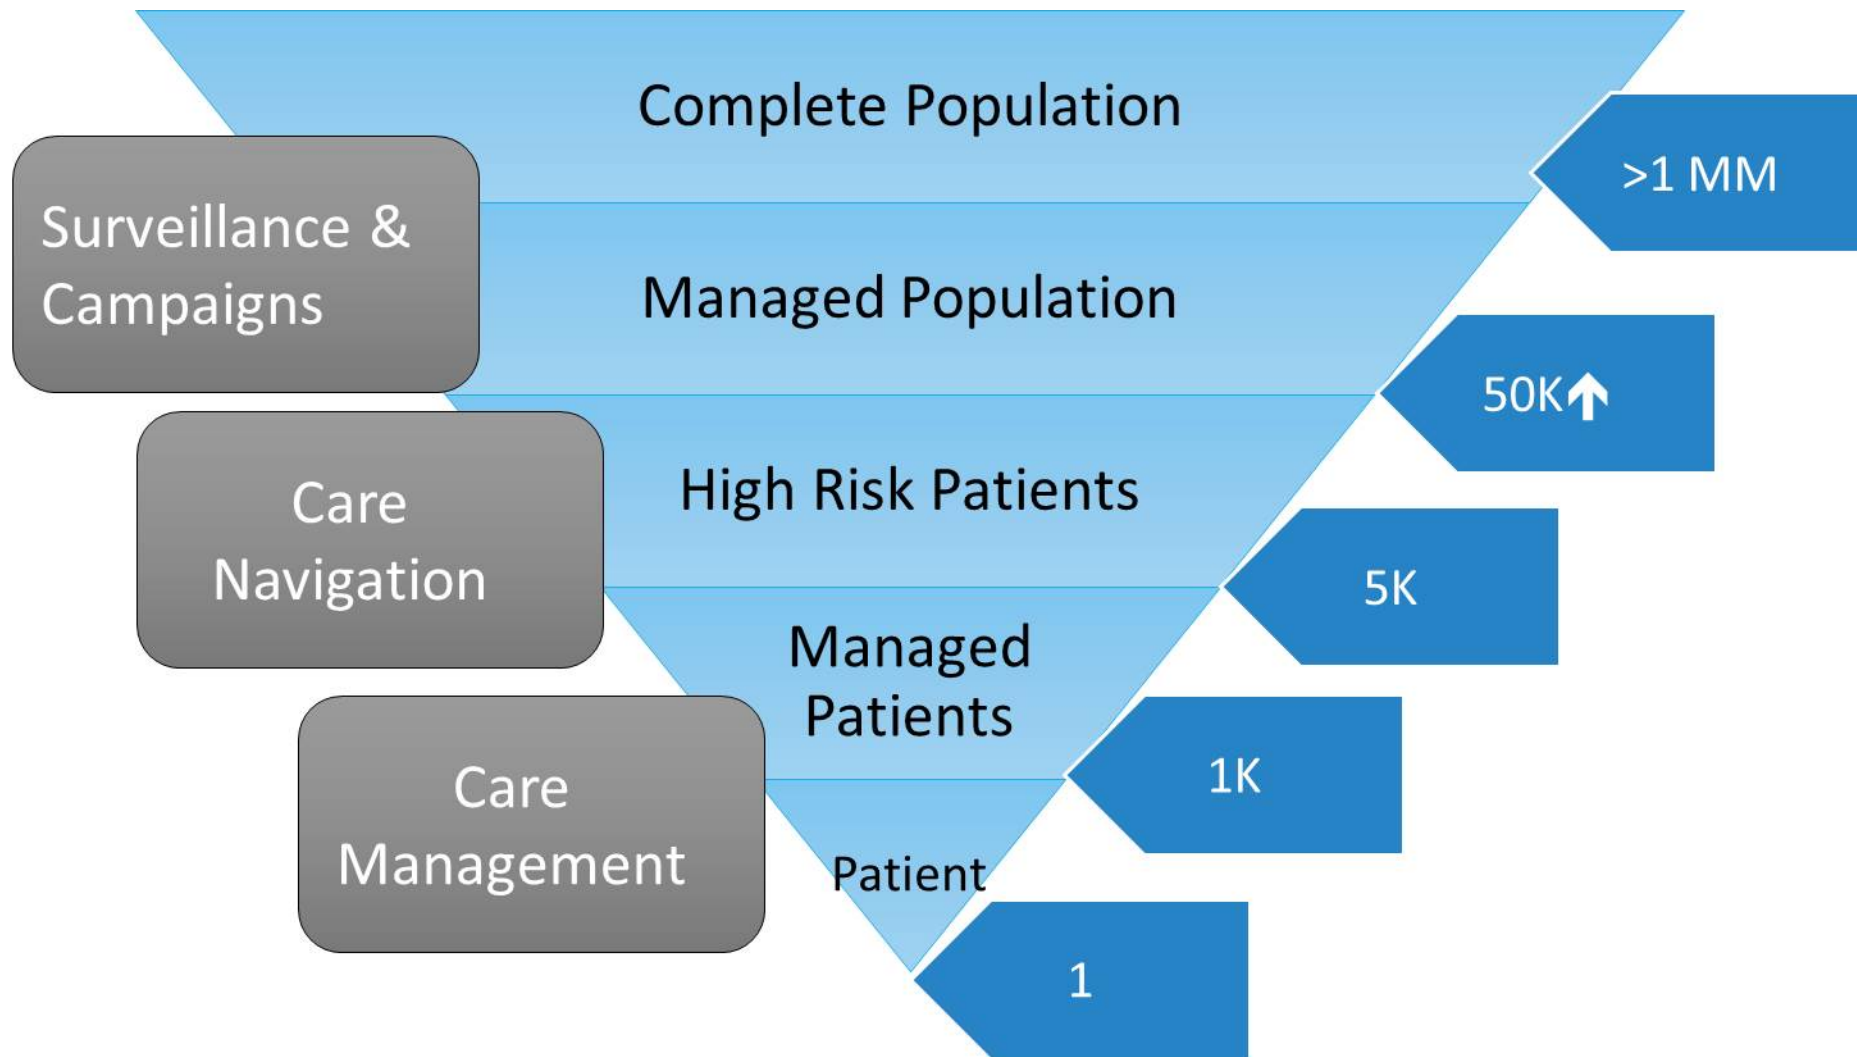 Complete Population
>1 MM
Surveillance &
Campaigns
Managed Population
50K↑
High Risk Patients
Care
Navigation
5K
Managed
Patients
Care
Management
1K
Patient
1